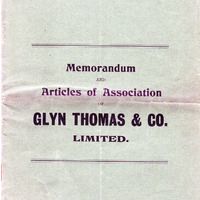 Memorandum
AND
Articles of Association
OF
GLYN THOMAS & CO.
LIMITED.